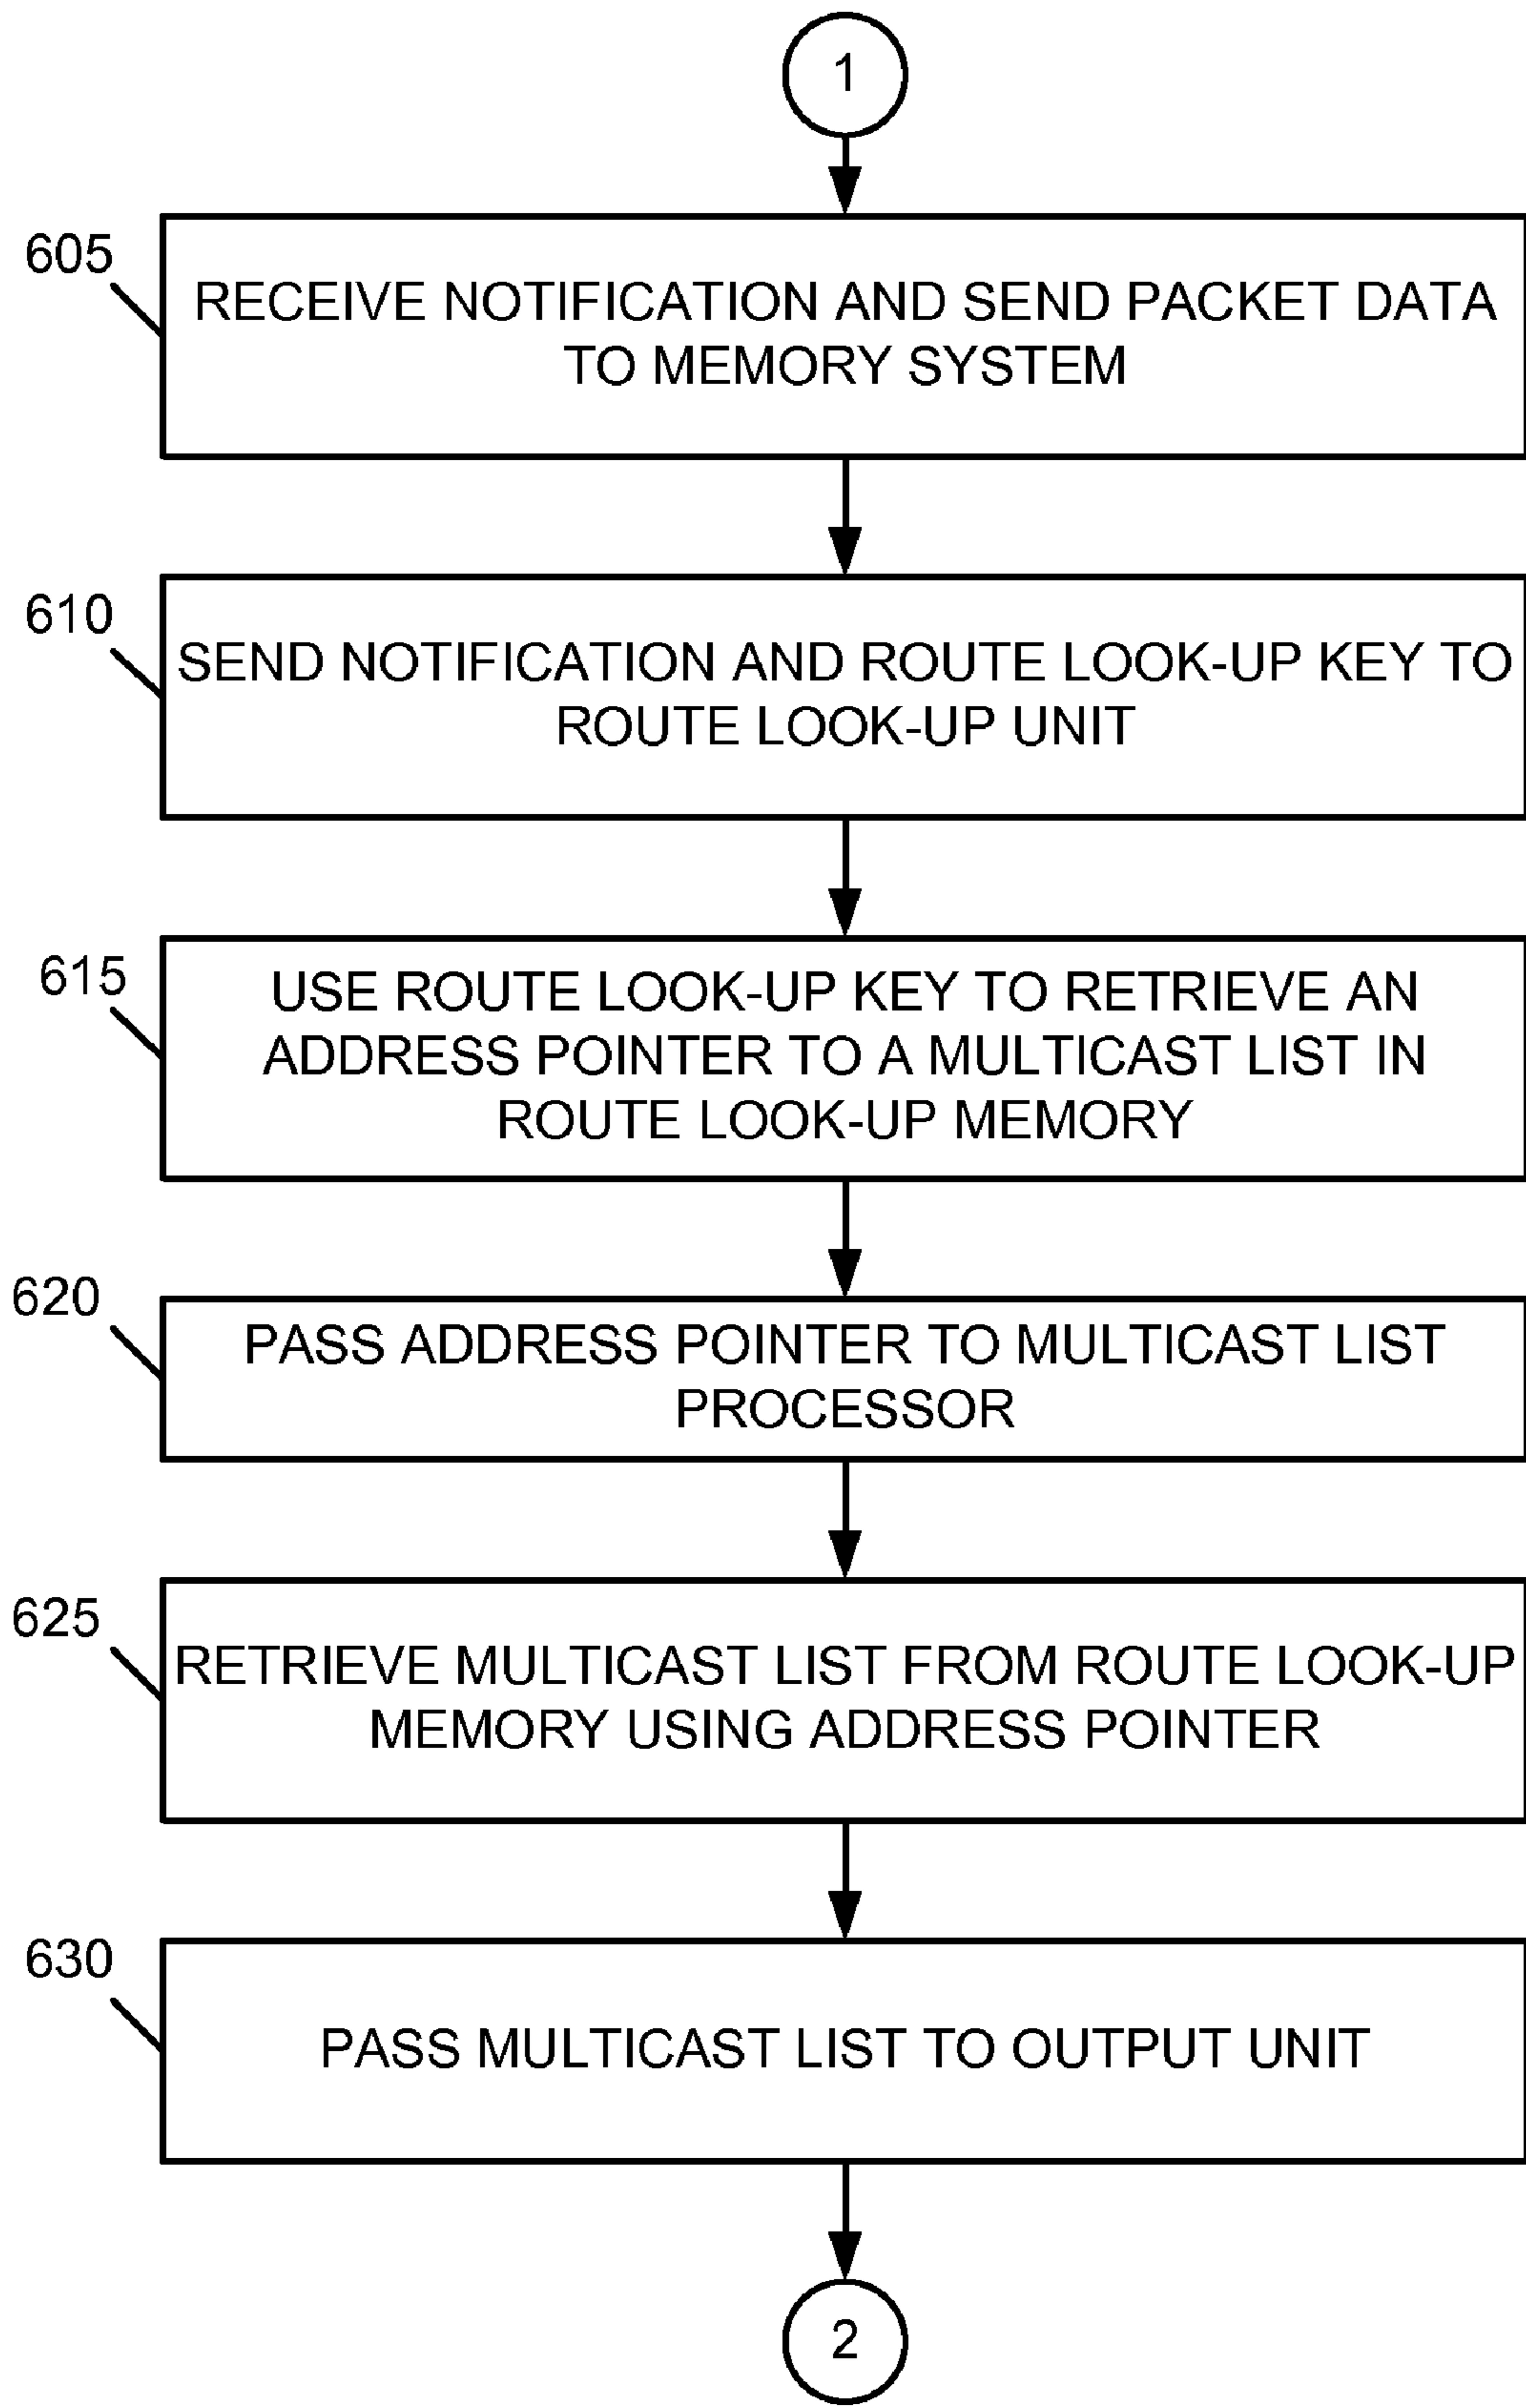 1
605
RECEIVE NOTIFICATION AND SEND PACKET DATA
TO MEMORY SYSTEM
610
SEND NOTIFICATION AND ROUTE LOOK-UP KEY TO
ROUTE LOOK-UP UNIT
615
USE ROUTE LOOK-UP KEY TO RETRIEVE AN
ADDRESS POINTER TO A MULTICAST LIST IN
ROUTE LOOK-UP MEMORY
620
PASS ADDRESS POINTER TO MULTICAST LIST
PROCESSOR
625
RETRIEVE MULTICAST LIST FROM ROUTE LOOK-UP
MEMORY USING ADDRESS POINTER
630
PASS MULTICAST LIST TO OUTPUT UNIT
2